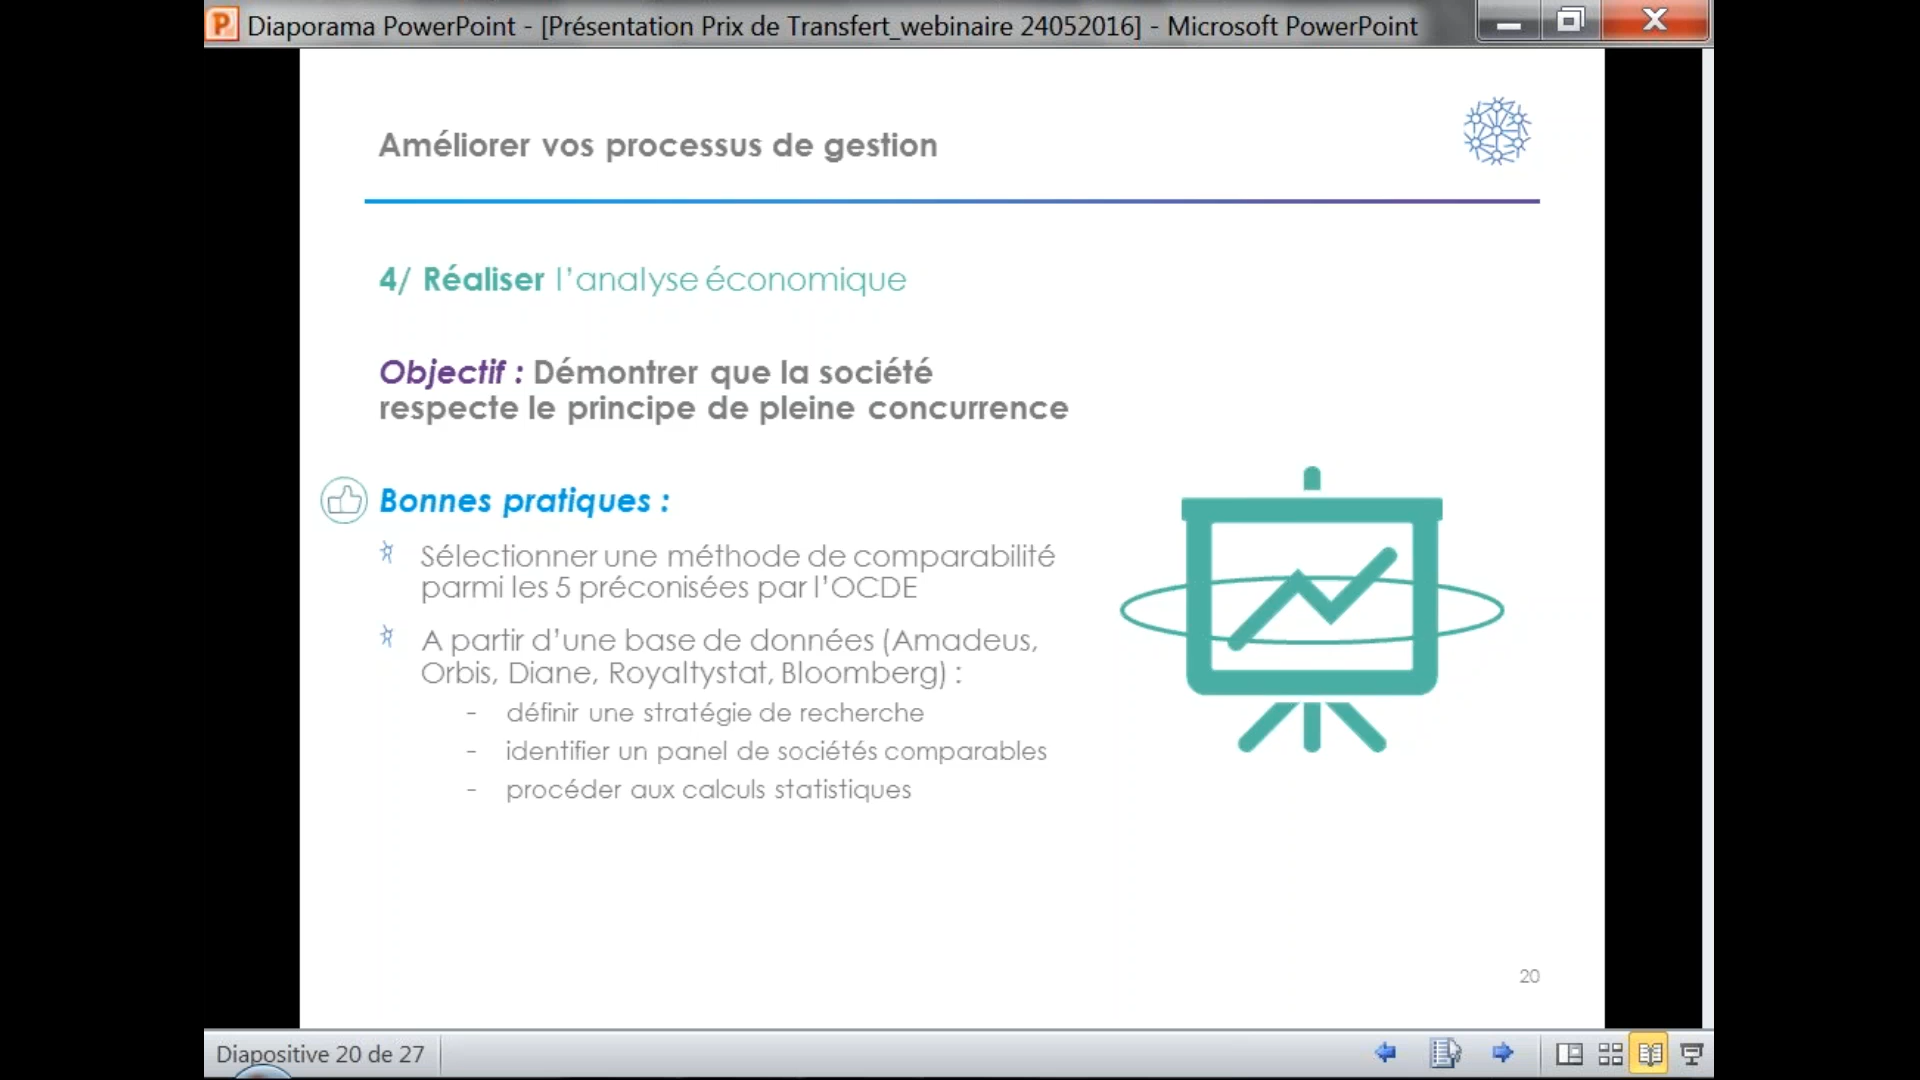 Diaporama PowerPoint - [Présentation Prix de Transfert_webinaire 24052016] - Microsoft PowerPoint
Améliorer vos processus de gestion
4/ Réaliser l'analyse économique
Objectif : Démontrer que la société
respecte le principe de pleine concurrence
Bonnes pratiques :
Sélectionner une méthode de comparabilité
parmi les 5 préconisées par l'OCDE
A partir d'une base de données (Amadeus,
Orbis, Diane, Royaltystat, Bloomberg) :
- définir une stratégie de recherche
- identifier un panel de sociétés comparables
- procéder aux calculs statistiques
20
Diapositive 20 de 27